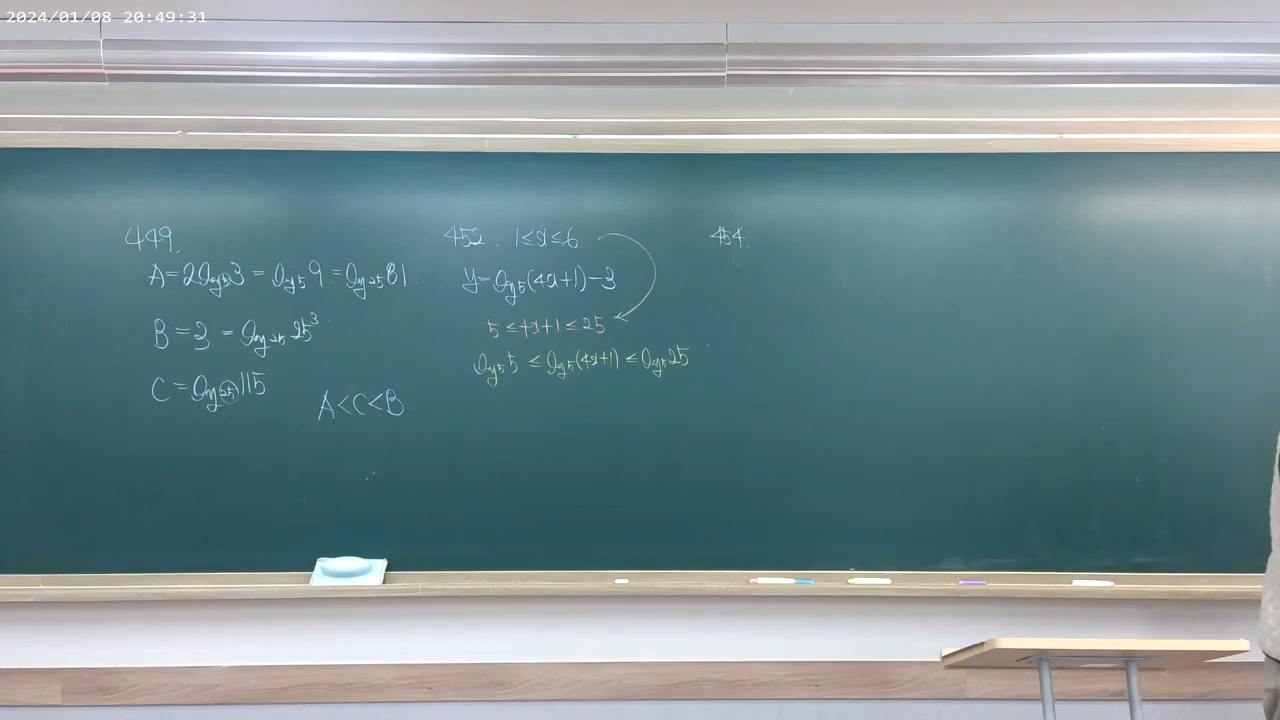 2024/01/08 20:49:31
449.
A=2log₅3 = log₅9 = log₂₅81
B=3 = log₂₅25³
C=log₂₅115
A<C<B
452. 1≤x≤6
y=log₅(4x+1)-3
5≤4x+1≤25
log₅5 ≤ log₅(4x+1) ≤ log₅25
454.